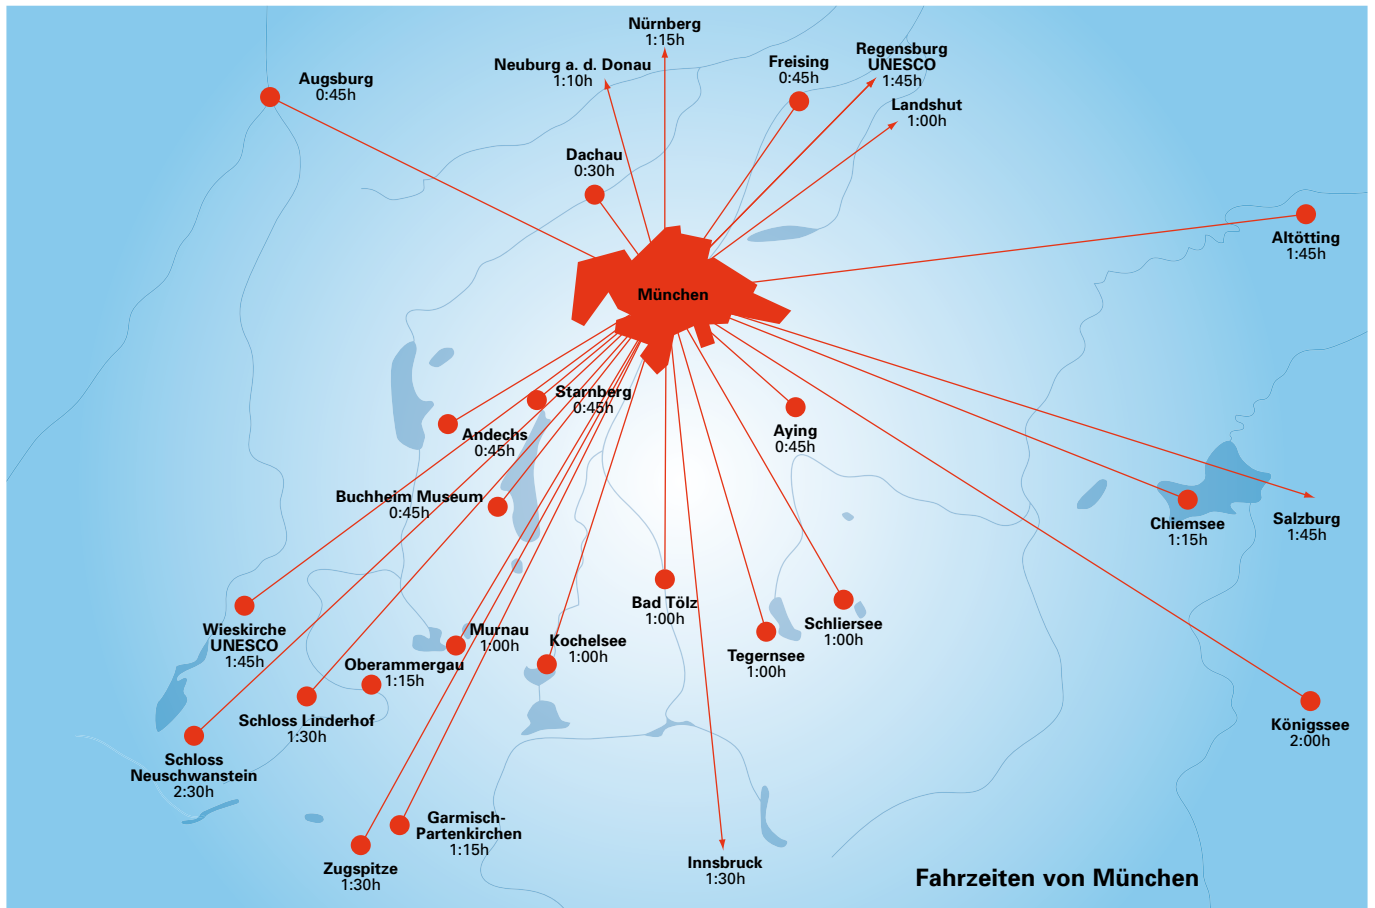 Nürnberg
1:15h
Neuburg a. d. Donau
1:10h
Freising
0:45h
Regensburg
UNESCO
1:45h
Augsburg
0:45h
Landshut
1:00h
Dachau
0:30h
Altötting
1:45h
München
Starnberg
0:45h
Andechs
0:45h
Aying
0:45h
Buchheim Museum
0:45h
Chiemsee
1:15h
Salzburg
1:45h
Bad Tölz
1:00h
Schliersee
1:00h
Wieskirche
UNESCO
1:45h
Murnau
1:00h
Kochelsee
1:00h
Tegernsee
1:00h
Oberammergau
1:15h
Schloss Linderhof
1:30h
Königssee
2:00h
Schloss
Neuschwanstein
2:30h
Garmisch-
Partenkirchen
1:15h
Zugspitze
1:30h
Innsbruck
1:30h
Fahrzeiten von München